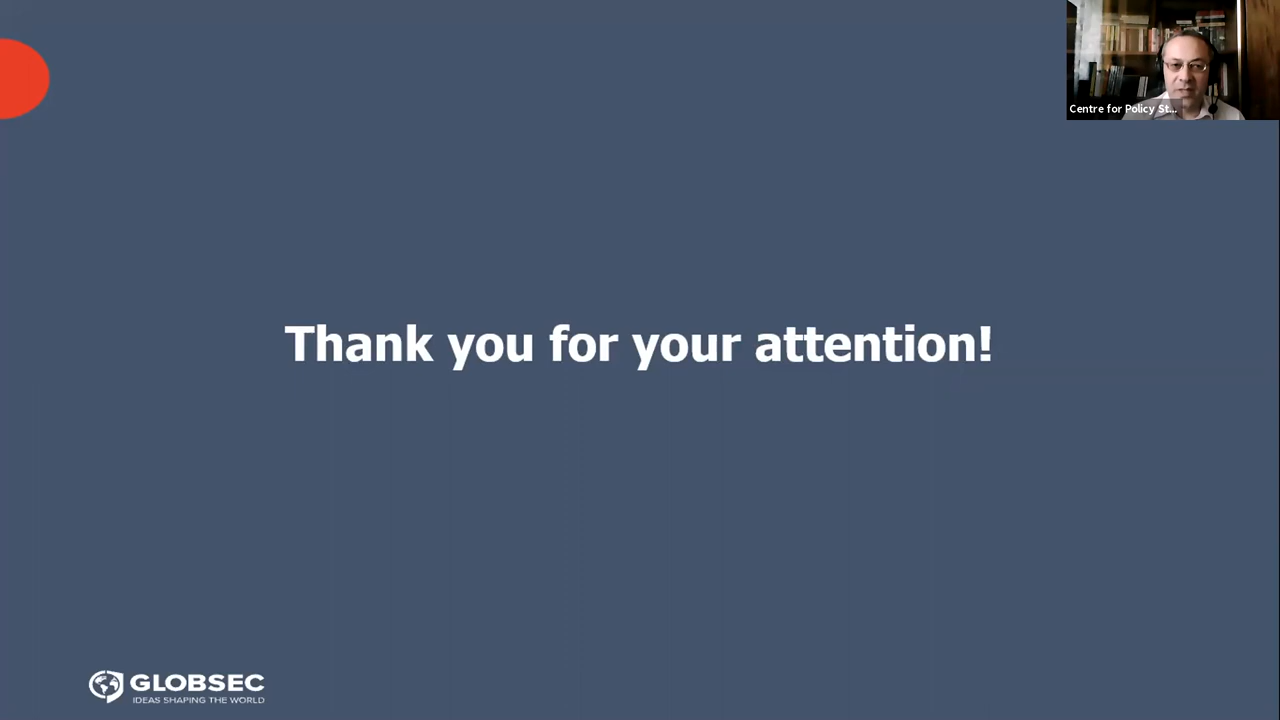 Centre for Policy St...
Thank you for your attention!
GLOBSEC
IDEAS SHAPING THE WORLD